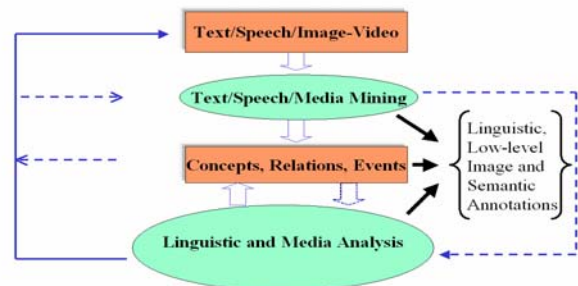 Text/Speech/Image-Video
Text/Speech/Media Mining
Concepts, Relations, Events
Linguistic and Media Analysis
Linguistic,
Low-level
Image and
Semantic
Annotations